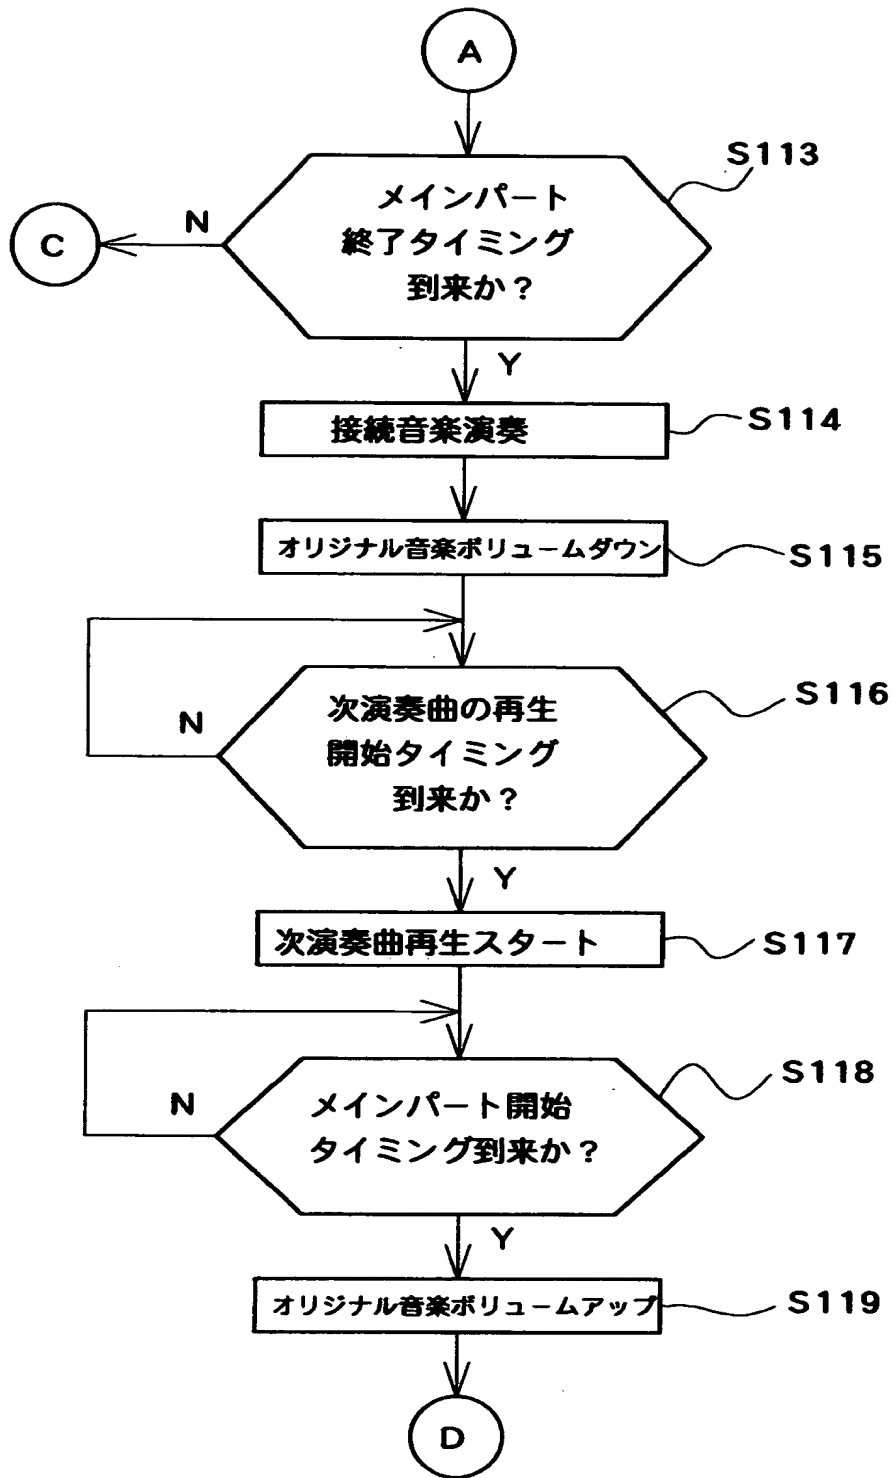 A
S113
メインパート
終了タイミング
到来か?
N
C
Y
接続音楽演奏
S114
オリジナル音楽ボリュームダウン
S115
S116
次演奏曲の再生
開始タイミング
到来か?
N
Y
次演奏曲再生スタート
S117
S118
メインパート開始
タイミング到来か?
N
Y
オリジナル音楽ボリュームアップ
S119
D